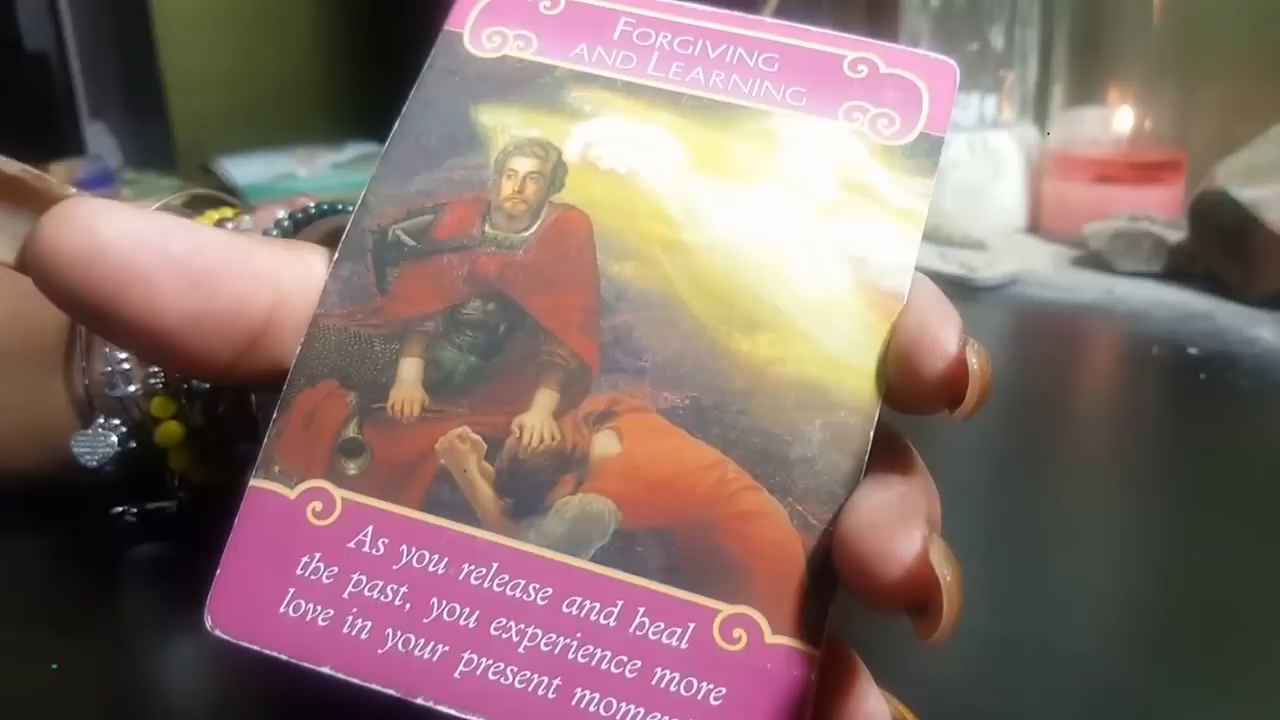 FORGIVING
AND LEARNING
As you release and heal
the past, you experience more
love in your present